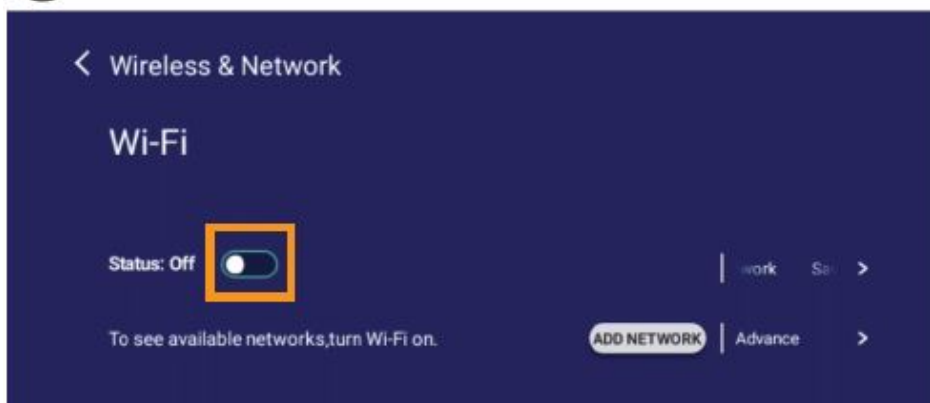 Wireless & Network
Wi-Fi
Status: Off
work
To see available networks,turn Wi-Fi on.
ADD NETWORK
Advance